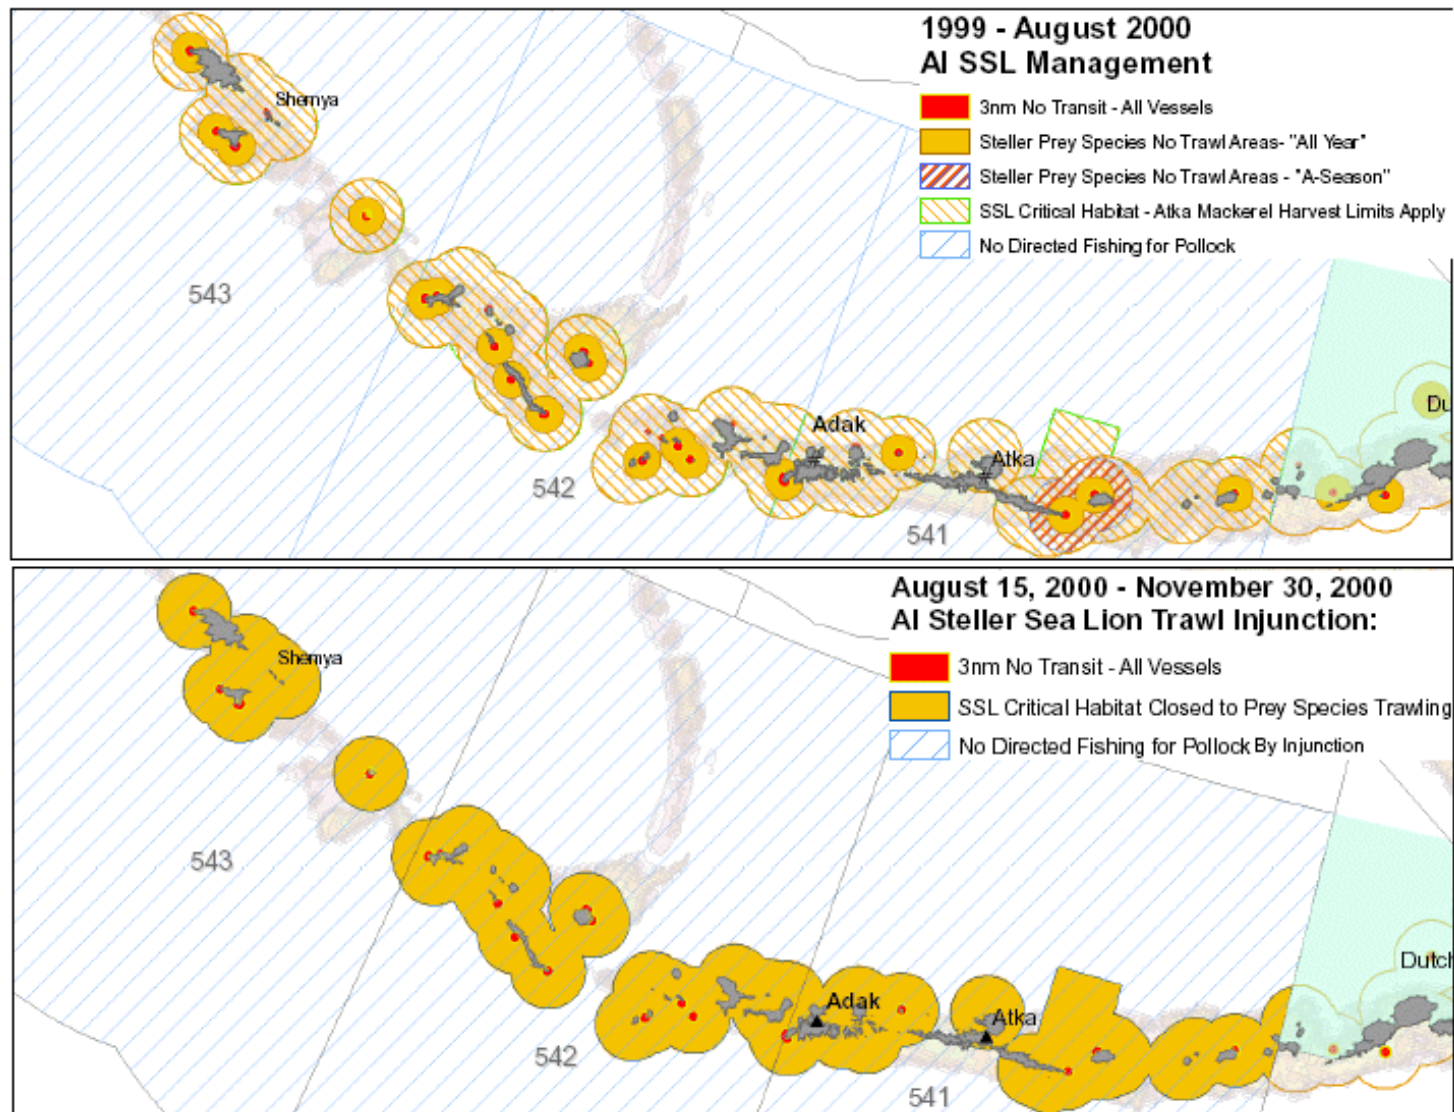 1999 - August 2000
AI SSL Management
3nm No Transit - All Vessels
Steller Prey Species No Trawl Areas- "All Year"
Steller Prey Species No Trawl Areas - "A-Season"
SSL Critical Habitat - Atka Mackerel Harvest Limits Apply
No Directed Fishing for Pollock
Shemya
543
542
Adak
Atka
541
Du
August 15, 2000 - November 30, 2000
AI Steller Sea Lion Trawl Injunction:
3nm No Transit - All Vessels
SSL Critical Habitat Closed to Prey Species Trawling
No Directed Fishing for Pollock By Injunction
Shemya
543
542
Adak
Atka
541
Dutch